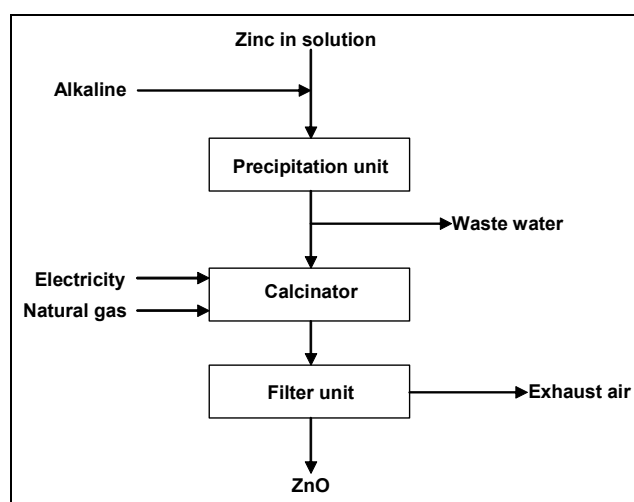 Zinc in solution
Alkaline
Precipitation unit
Waste water
Electricity
Calcinator
Natural gas
Filter unit
Exhaust air
ZnO